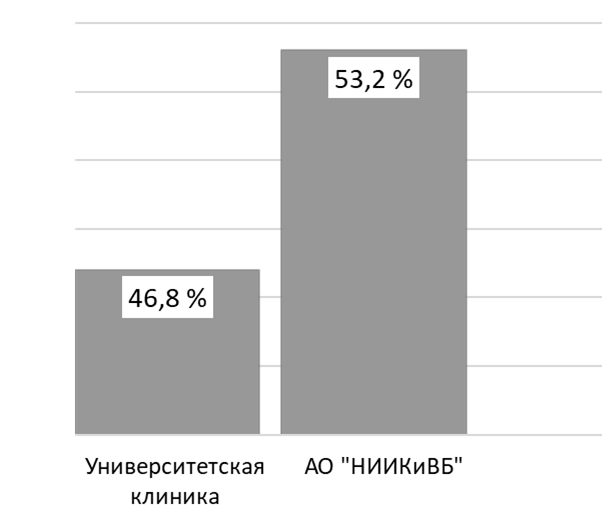 53,2 %
46,8 %
Университетская
клиника
АО "НИИКиВБ"